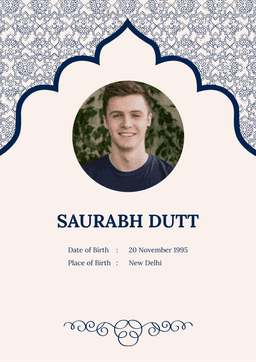 SAURABH DUTT
Date of Birth : 20 November 1995
Place of Birth : New Delhi